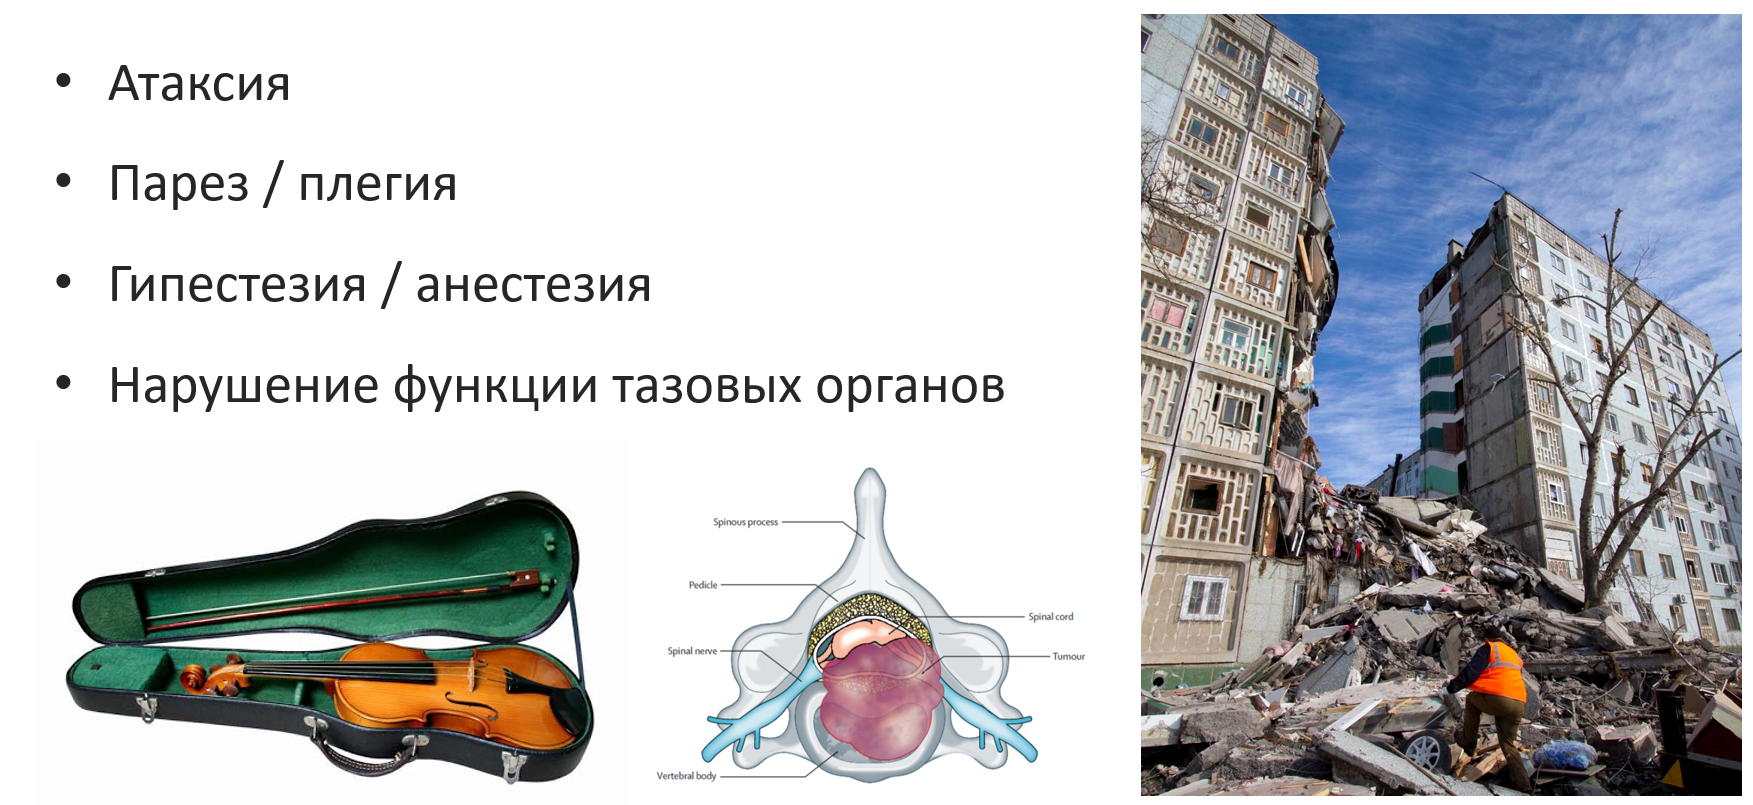 • Атаксия
• Парез / плегия
• Гипестезия / анестезия
• Нарушение функции тазовых органов
Spinous process
Pedicle
Spinal cord
Spinal nerve
Tumour
Vertebral body